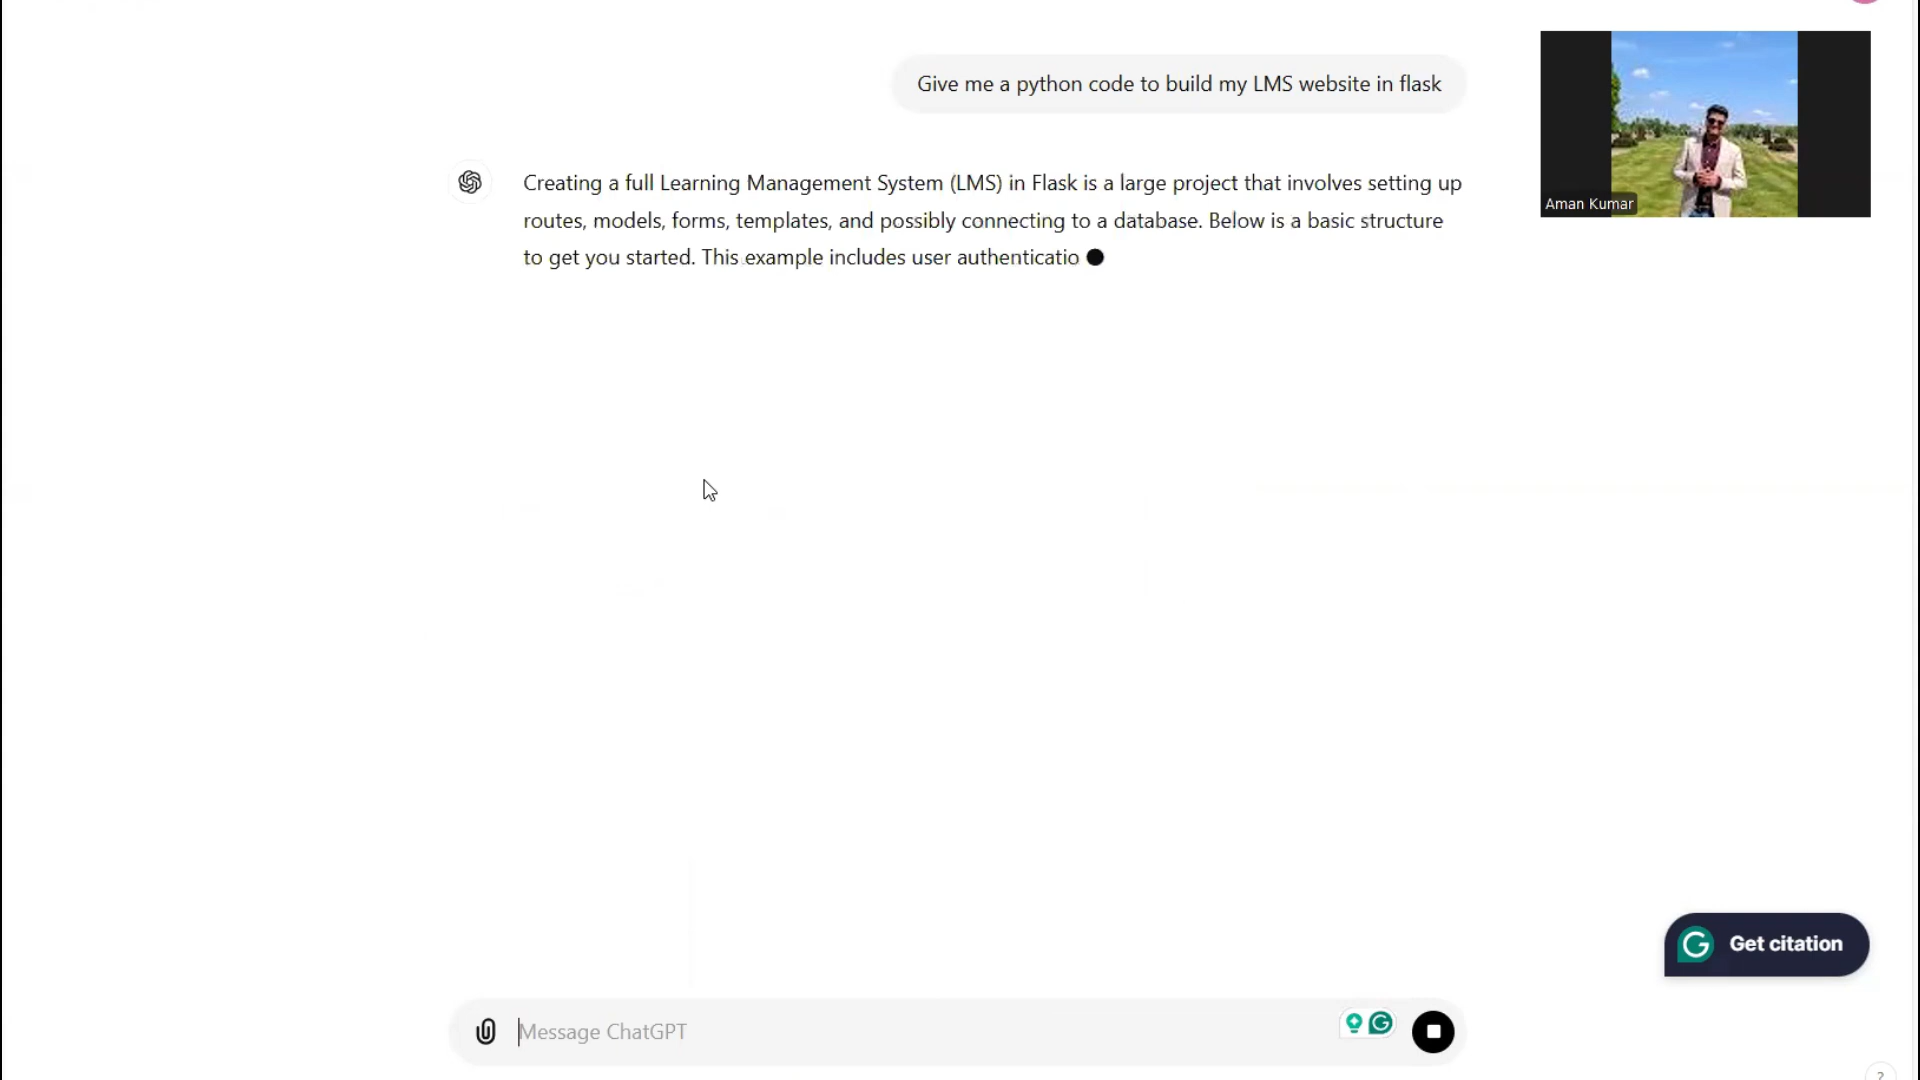 Give me a python code to build my LMS website in flask
Creating a full Learning Management System (LMS) in Flask is a large project that involves setting up
routes, models, forms, templates, and possibly connecting to a database. Below is a basic structure
to get you started. This example includes user authenticatio
Aman Kumar
Get citation
Message ChatGPT
?